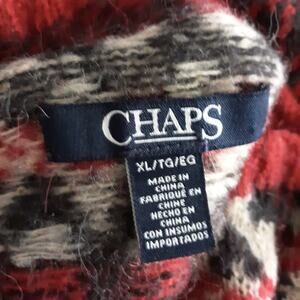 CHAPS
XL/TG/EG
MADE IN
CHINA
FABRIQUÉ EN
CHINE
HECHO EN
CHINA
CON INSUMOS
IMPORTADOS